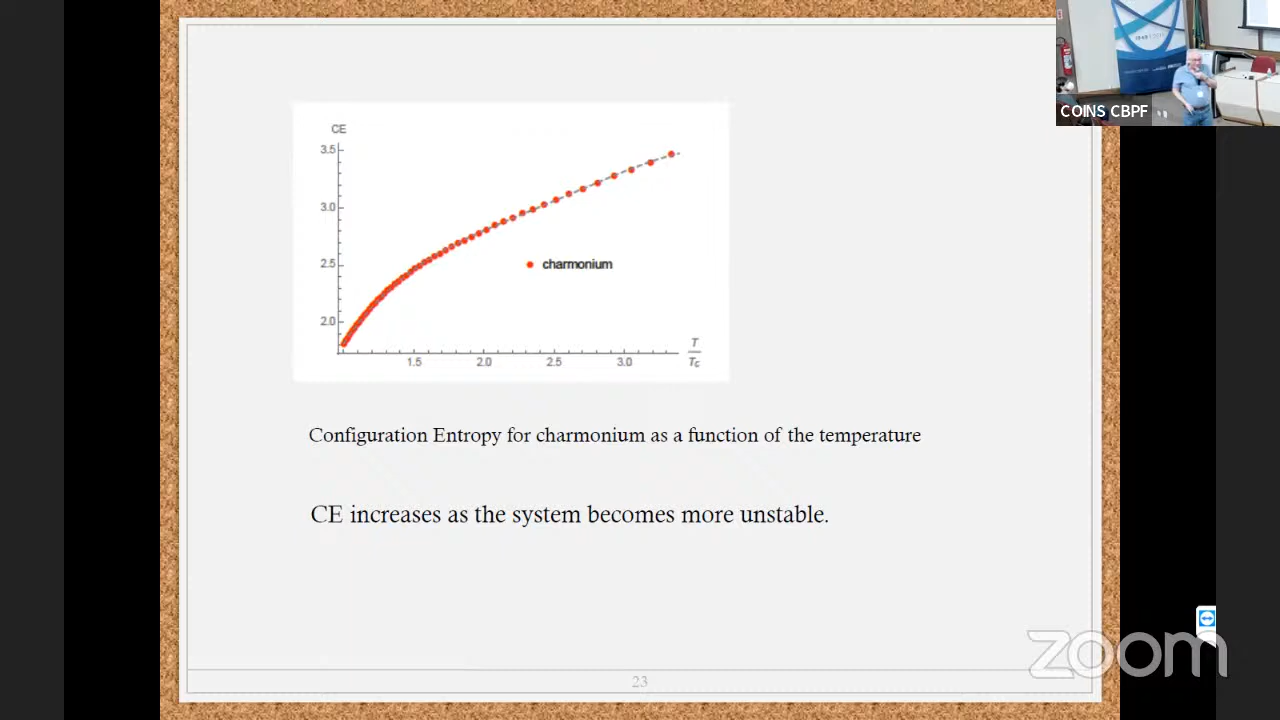 COINS CBPF
CE
3.5
3.0
2.5
2.0
charmonium
1.5 2.0 2.5 3.0
T
Tc
Configuration Entropy for charmonium as a function of the temperature
CE increases as the system becomes more unstable.
zoom
23